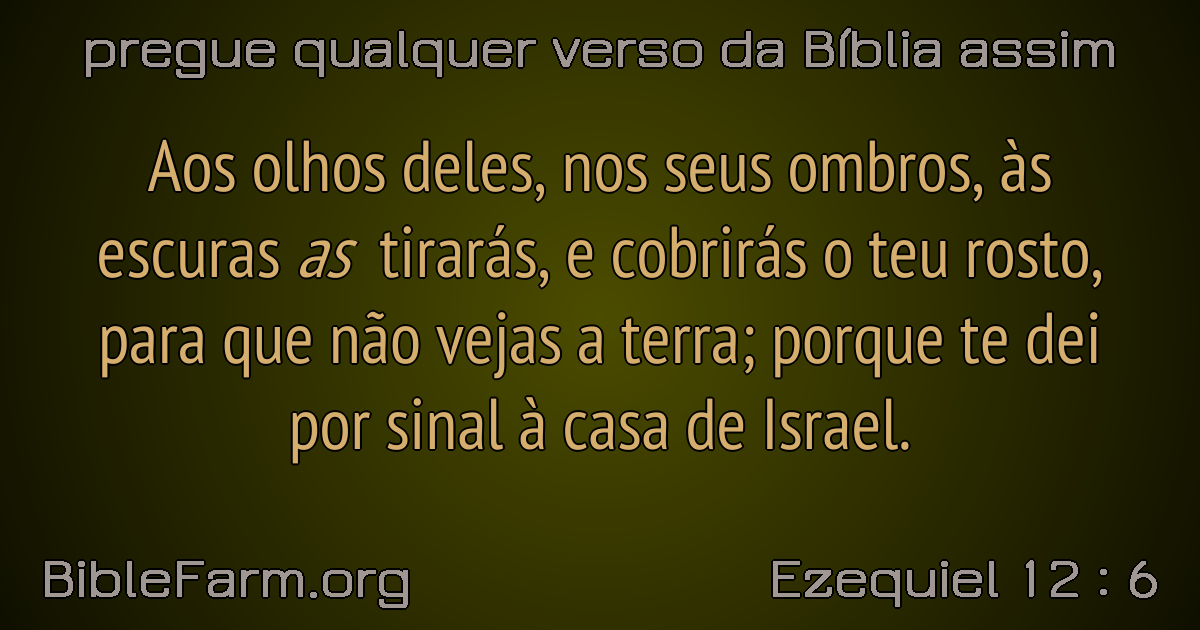 pregue qualquer verso da Bíblia assim
Aos olhos deles, nos seus ombros, às
escuras as tirarás, e cobrirás o teu rosto,
para que não vejas a terra; porque te dei
por sinal à casa de Israel.
BibleFarm.org
Ezequiel 12 : 6